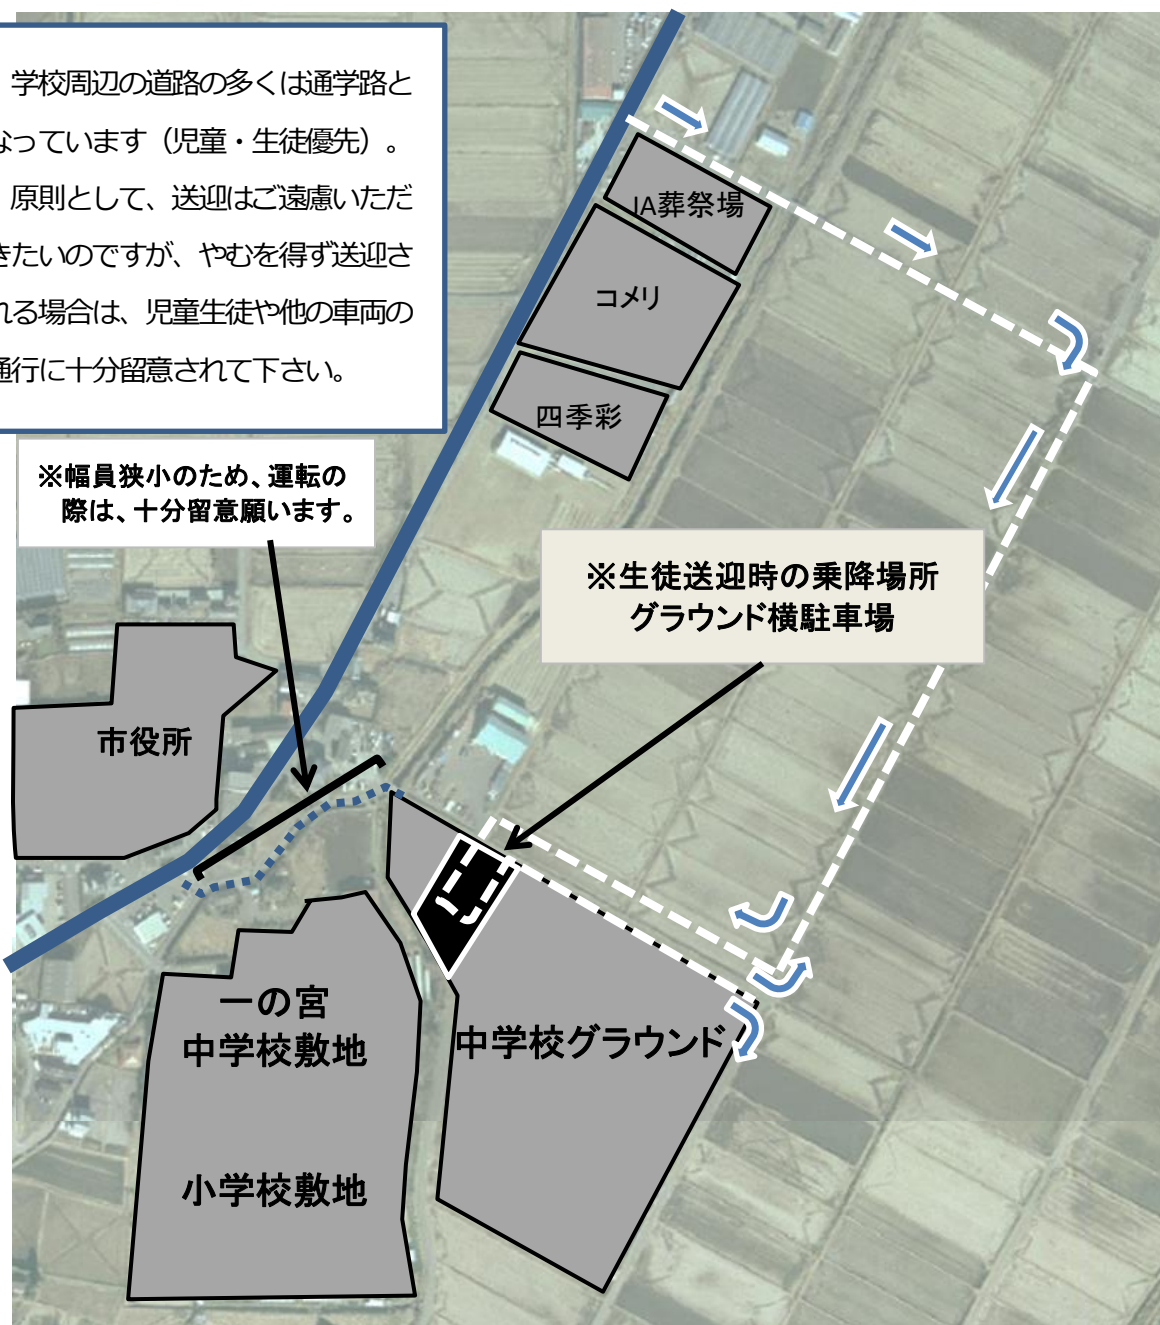 学校周辺の道路の多くは通学路と
なっています（児童・生徒優先）。
原則として、送迎はご遠慮いただ
きたいのですが、やむを得ず送迎さ
れる場合は、児童生徒や他の車両の
通行に十分留意されて下さい。
JA葬祭場
コメリ
四季彩
※幅員狭小のため、運転の
際は、十分留意願います。
※生徒送迎時の乗降場所
グラウンド横駐車場
市役所
一の宮
中学校敷地
中学校グラウンド
小学校敷地